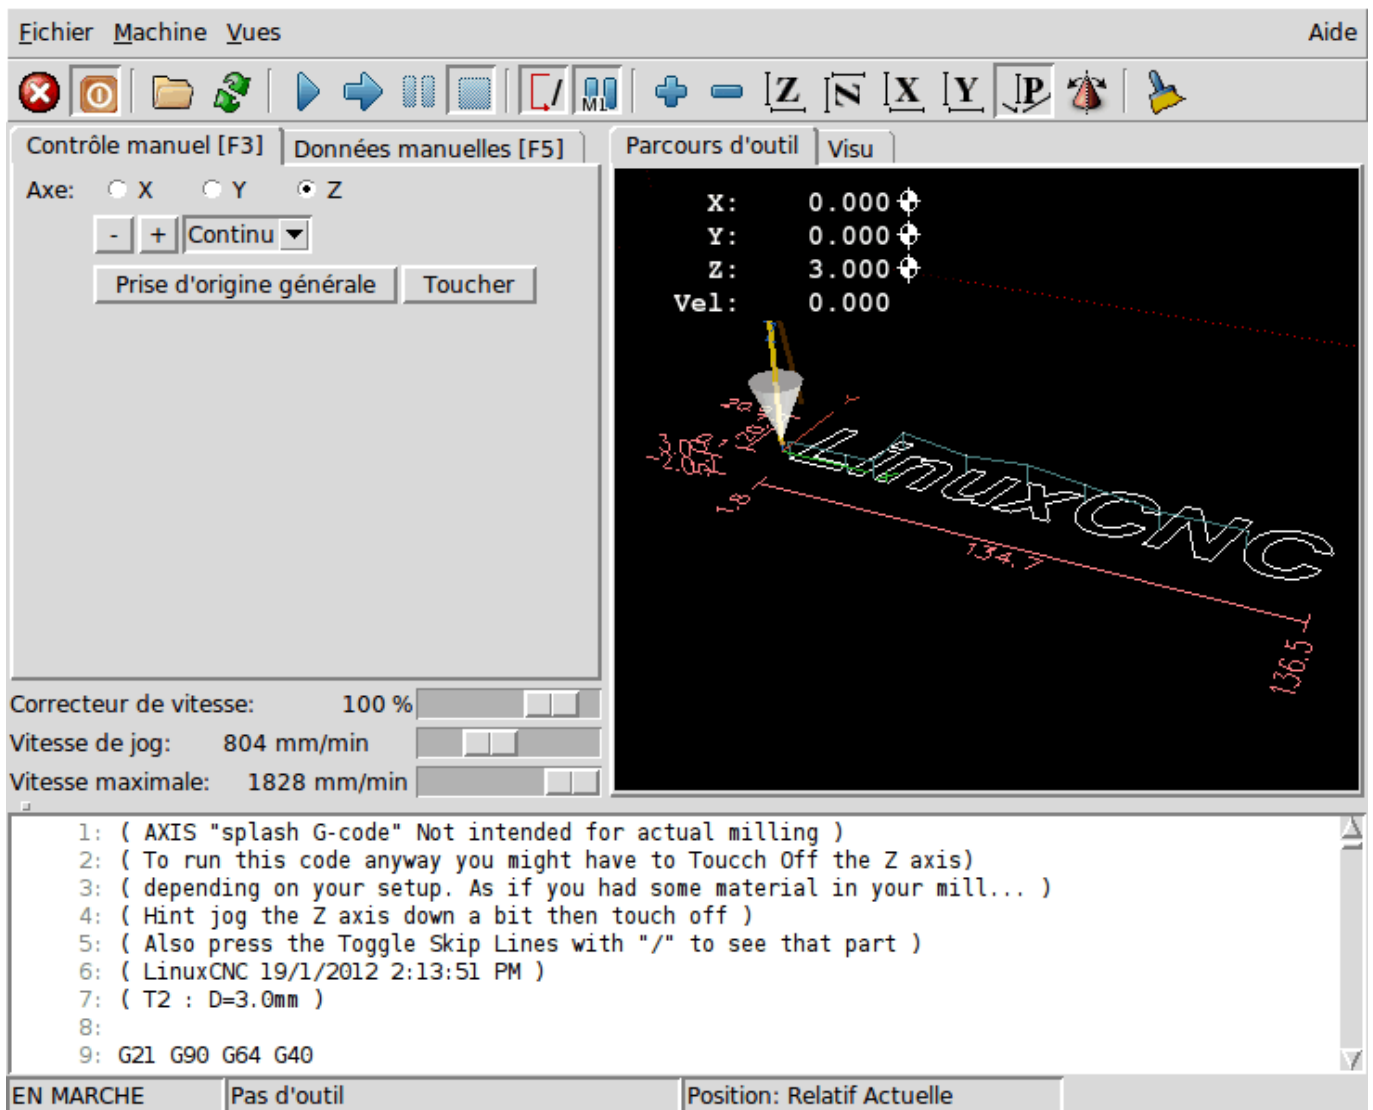 Fichier Machine Vues Aide
M1 Z N X Y P
Contrôle manuel [F3] Données manuelles [F5] Parcours d'outil Visu
Axe: X Y Z
- + Continu
Prise d'origine générale Toucher
X: 0.000
Y: 0.000
Z: 3.000
Vel: 0.000
LinuxCNC
134.7
136.5
1.8
Y
Correcteur de vitesse: 100 %
Vitesse de jog: 804 mm/min
Vitesse maximale: 1828 mm/min
1: ( AXIS "splash G-code" Not intended for actual milling )
2: ( To run this code anyway you might have to Toucch Off the Z axis)
3: ( depending on your setup. As if you had some material in your mill... )
4: ( Hint jog the Z axis down a bit then touch off )
5: ( Also press the Toggle Skip Lines with "/" to see that part )
6: ( LinuxCNC 19/1/2012 2:13:51 PM )
7: ( T2 : D=3.0mm )
8:
9: G21 G90 G64 G40
EN MARCHE Pas d'outil Position: Relatif Actuelle